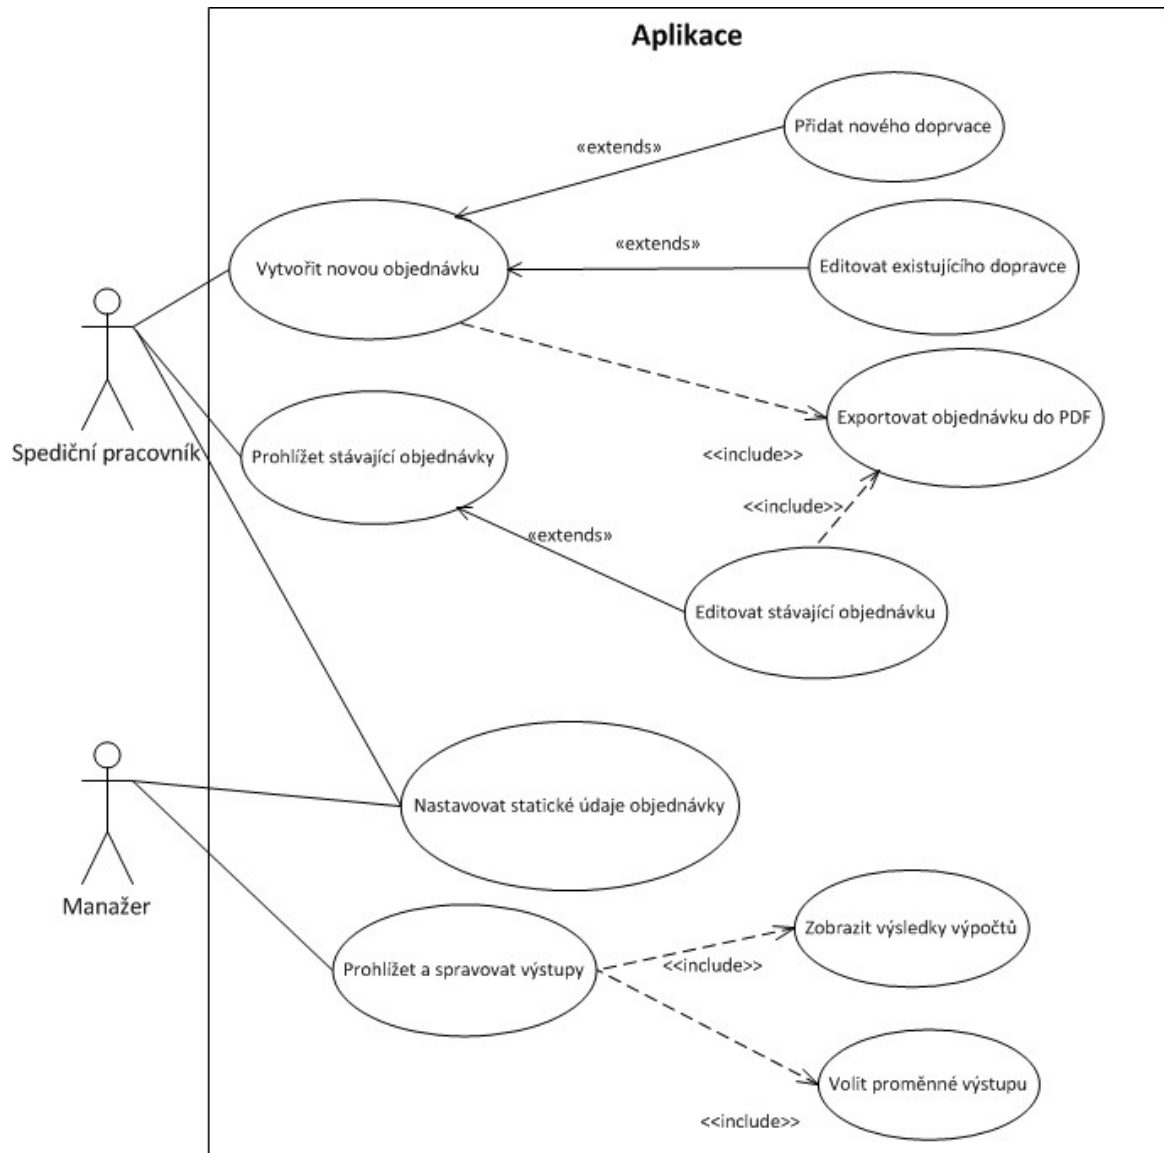 Aplikace
Přidat nového doprvace
«extends»
«extends»
Vytvořit novou objednávku
Editovat existujícího dopravce
Exportovat objednávku do PDF
Spediční pracovník
Prohlížet stávající objednávky
<<include>>
<<include>>
«extends»
Editovat stávající objednávku
Nastavovat statické údaje objednávky
Manažer
Zobrazit výsledky výpočtů
<<include>>
Prohlížet a spravovat výstupy
Volit proměnné výstupu
<<include>>